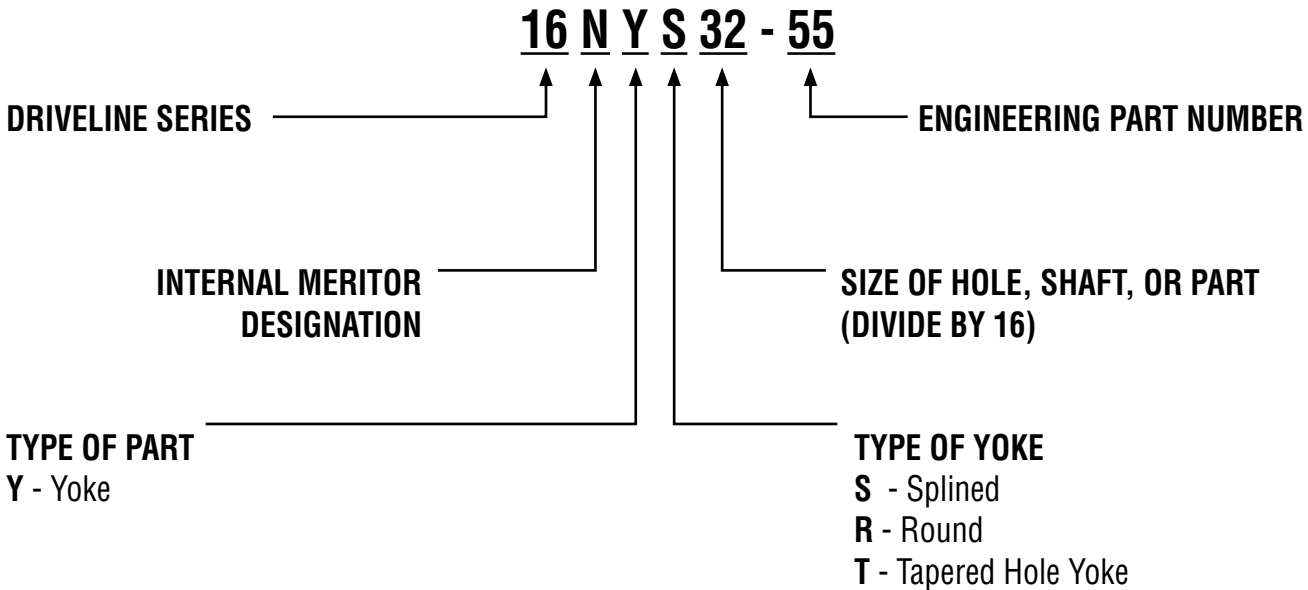 16 N Y S 32 - 55
DRIVELINE SERIES
ENGINEERING PART NUMBER
INTERNAL MERITOR
DESIGNATION
SIZE OF HOLE, SHAFT, OR PART
(DIVIDE BY 16)
TYPE OF PART
Y - Yoke
TYPE OF YOKE
S - Splined
R - Round
T - Tapered Hole Yoke